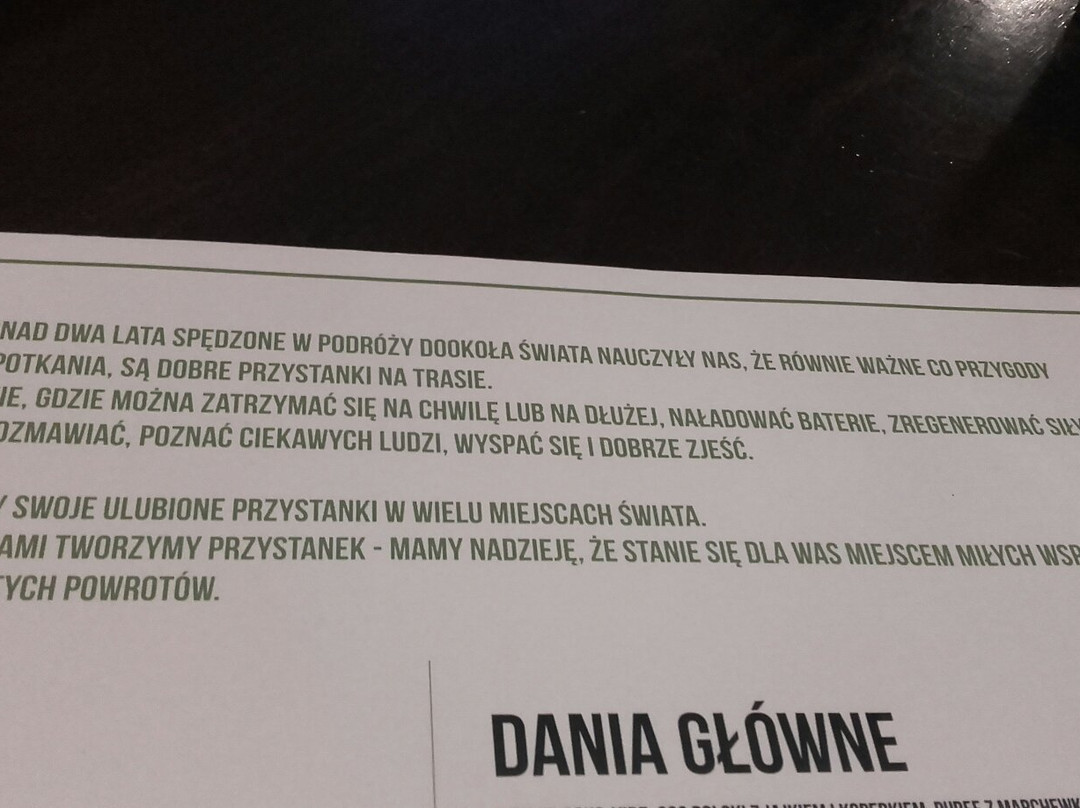 NAD DWA LATA SPĘDZONE W PODRÓŻY DOOKOŁA ŚWIATA NAUCZYŁY NAS, ŻE RÓWNIE WAŻNE CO PRZYGODY
POTKANIA, SĄ DOBRE PRZYSTANKI NA TRASIE.
IE, GDZIE MOŻNA ZATRZYMAĆ SIĘ NA CHWILĘ LUB NA DŁUŻEJ, NAŁADOWAĆ BATERIE, ZREGENEROWAĆ SIŁY
OZMAWIAĆ, POZNAĆ CIEKAWYCH LUDZI, WYSPAĆ SIĘ I DOBRZE ZJEŚĆ.
Y SWOJE ULUBIONE PRZYSTANKI W WIELU MIEJSCACH ŚWIATA.
AMI TWORZYMY PRZYSTANEK - MAMY NADZIEJĘ, ŻE STANIE SIĘ DLA WAS MIEJSCEM MIŁYCH WSP
TYCH POWROTÓW.
DANIA GŁÓWNE